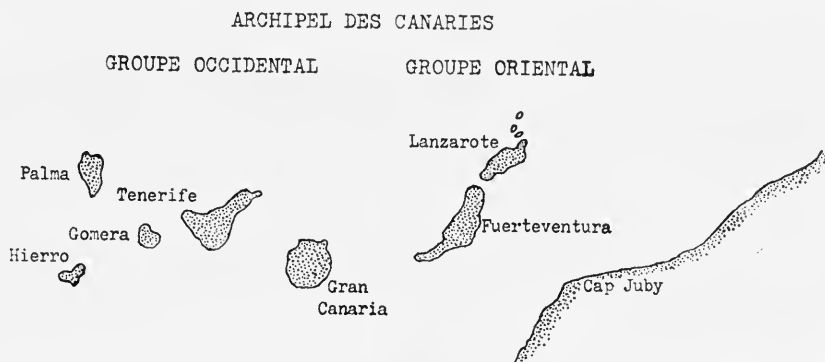 ARCHIPEL DES CANARIES
GROUPE OCCIDENTAL
GROUPE ORIENTAL
Lanzarote
Palma
Tenerife
Gomera
Fuerteventura
Hierro
Cap Juby
Gran
Canaria